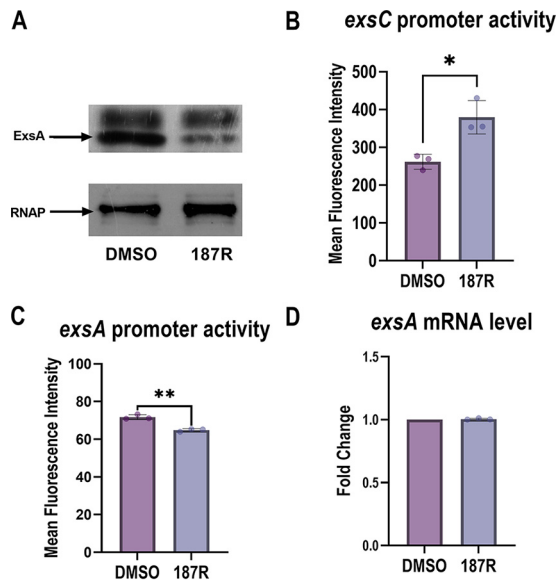 A
ExsA
RNAP
DMSO 187R
B
exsC promoter activity
Mean Fluorescence Intensity
500
400
300
200
100
0
*
DMSO 187R
C
exsA promoter activity
Mean Fluorescence Intensity
100
80
60
40
20
0
**
DMSO 187R
D
exsA mRNA level
Fold Change
1.5
1.0
0.5
0.0
DMSO 187R